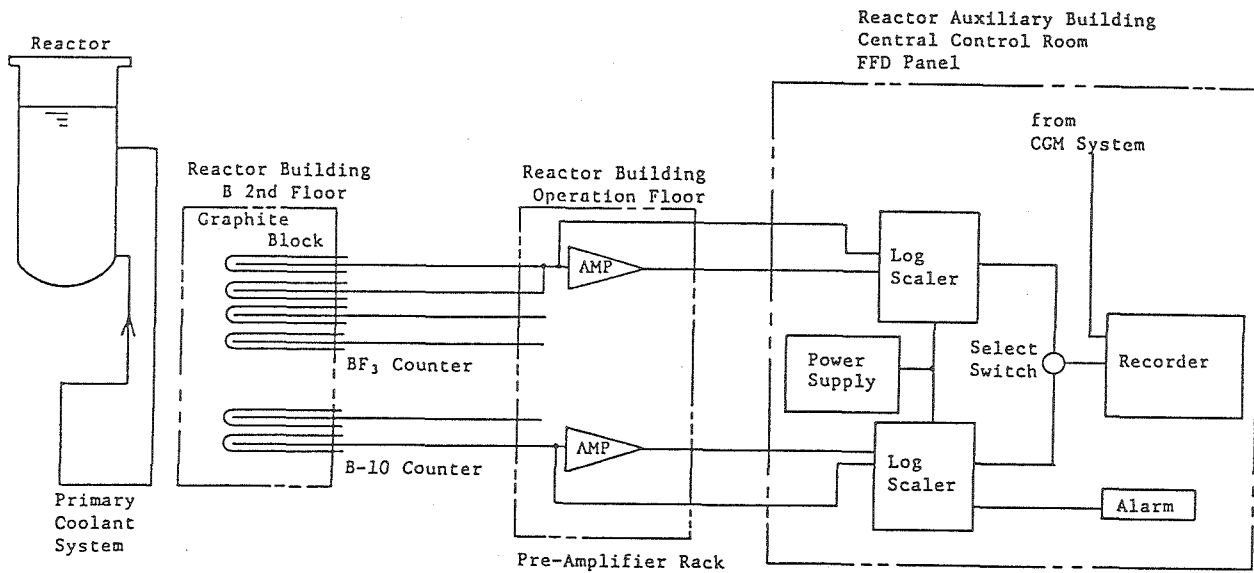 Reactor
Reactor Auxiliary Building
Central Control Room
FFD Panel
from
CGM System
Reactor Building
B 2nd Floor
Graphite
Block
Reactor Building
Operation Floor
AMP
Log
Scaler
BF₃ Counter
Power
Supply
Select
Switch
Recorder
AMP
B-10 Counter
Log
Scaler
Alarm
Primary
Coolant
System
Pre-Amplifier Rack